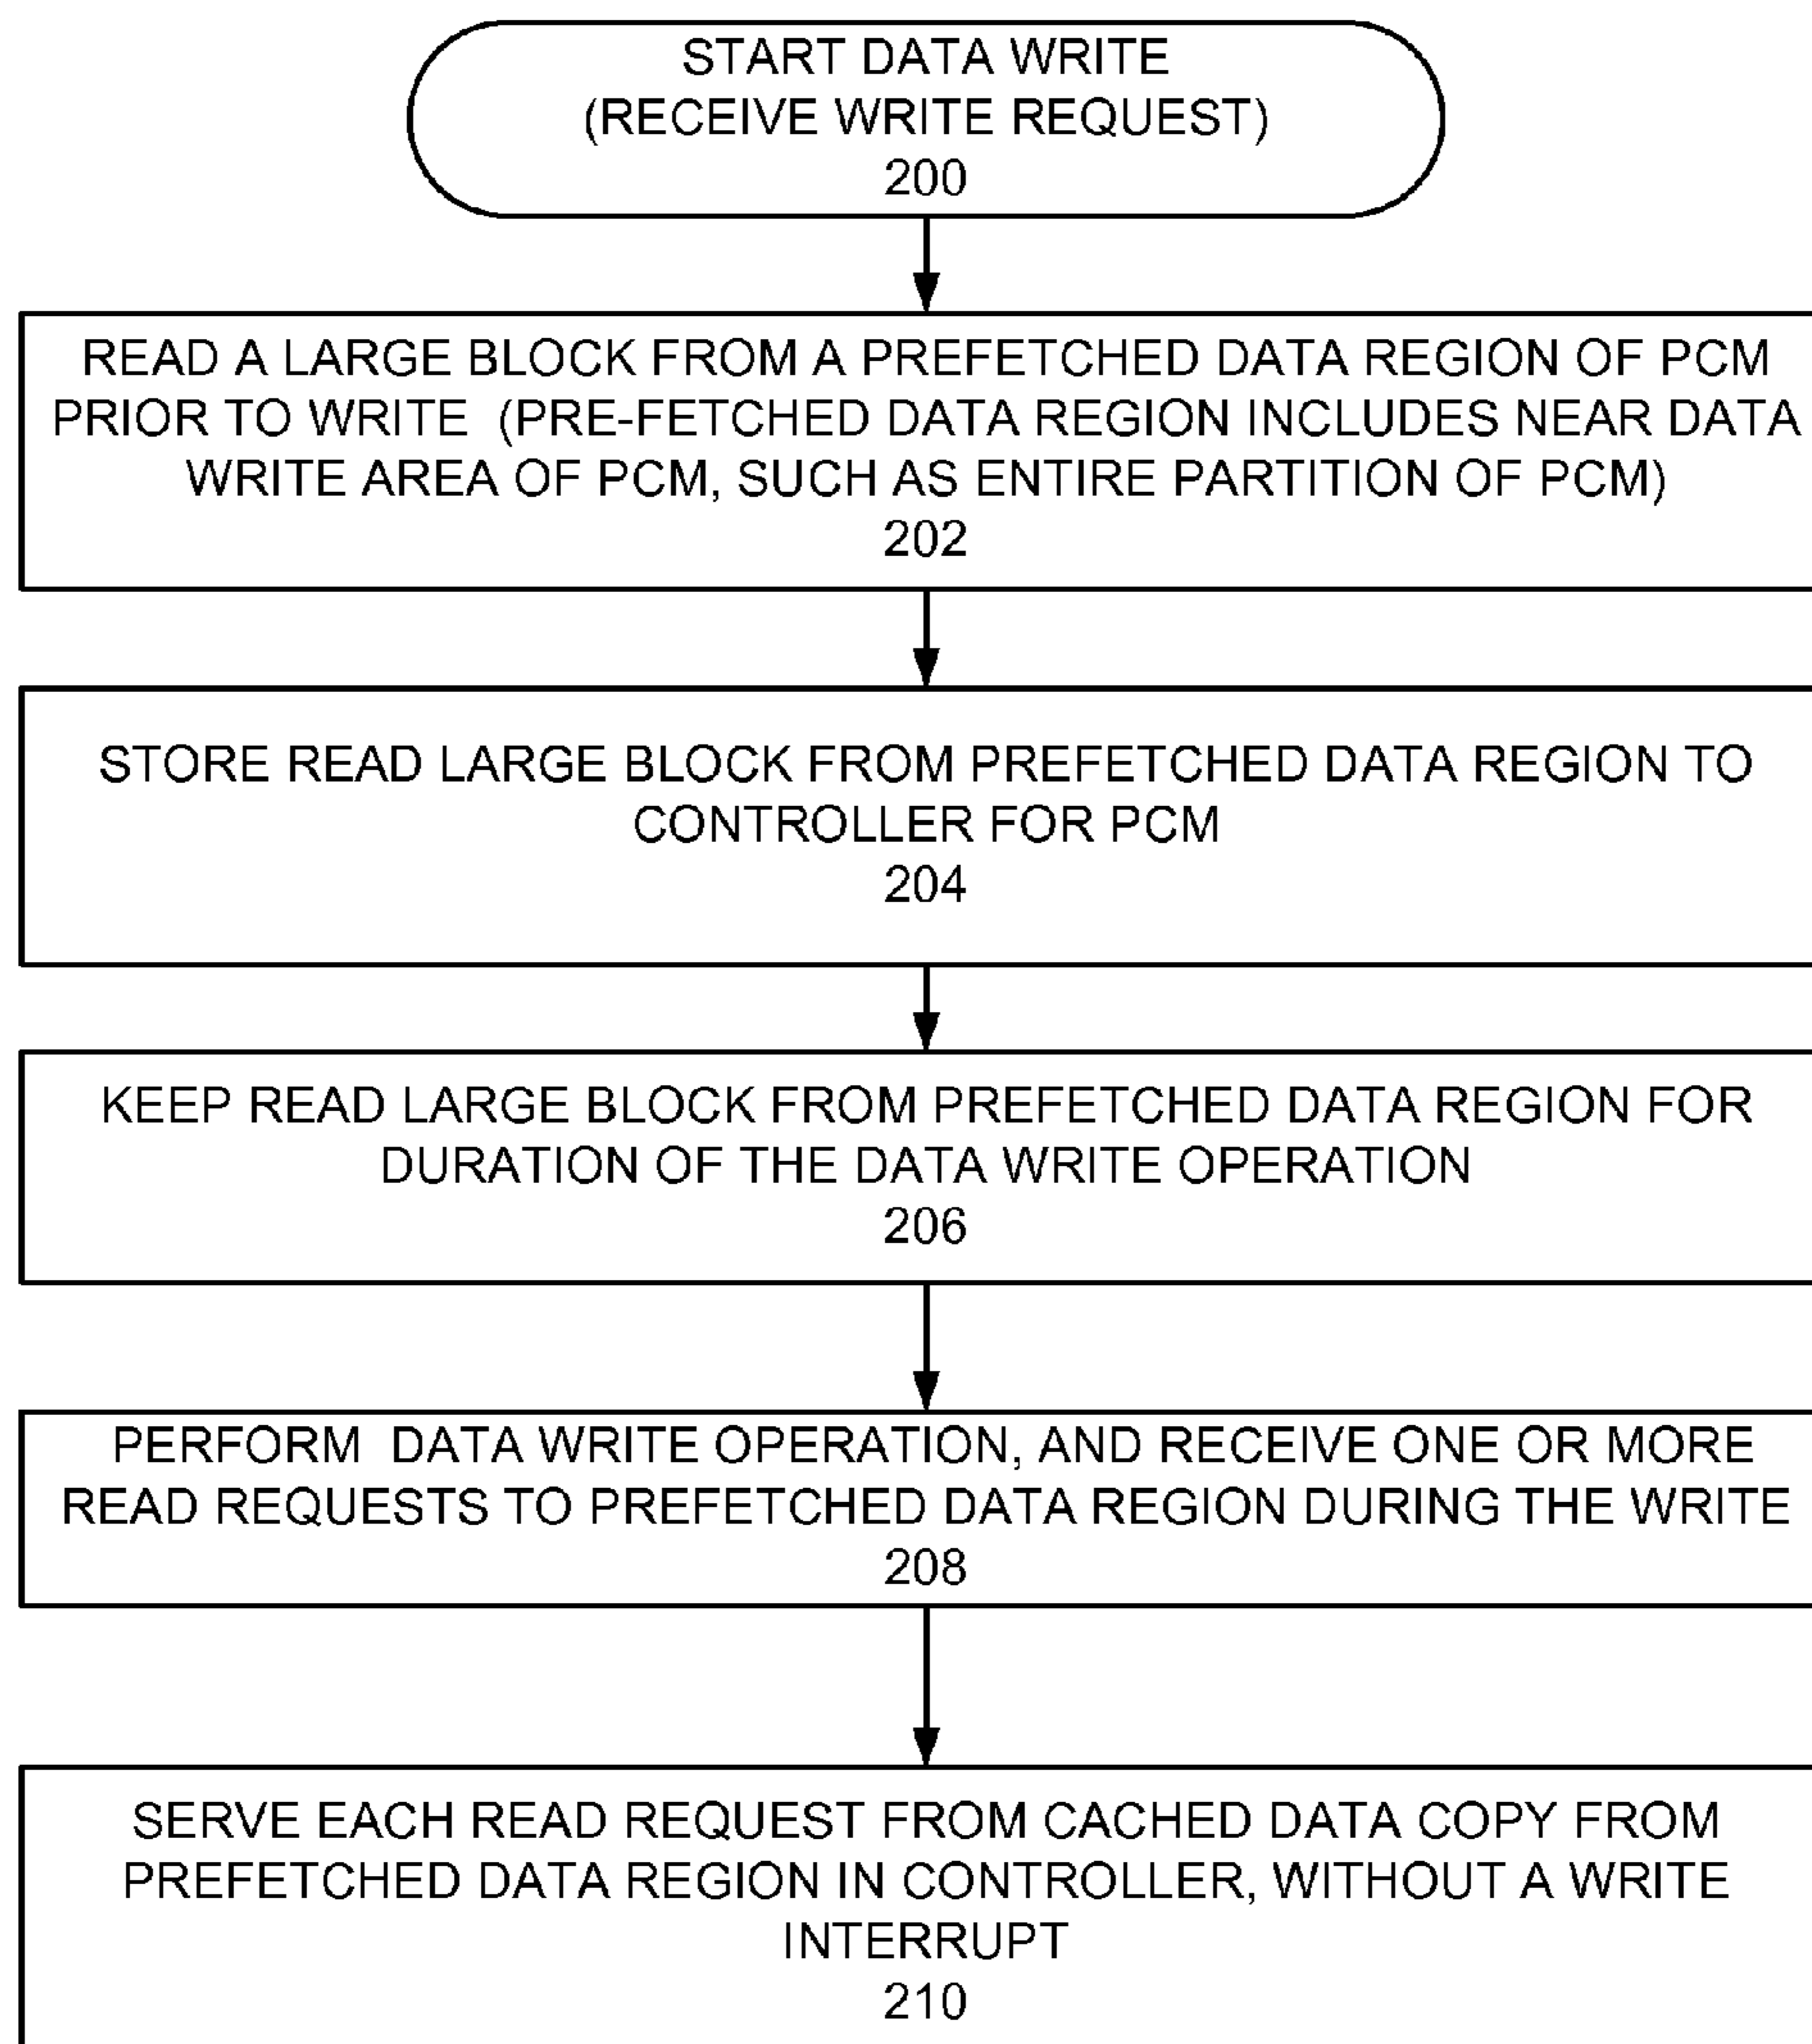 START DATA WRITE
(RECEIVE WRITE REQUEST)
200
READ A LARGE BLOCK FROM A PREFETCHED DATA REGION OF PCM
PRIOR TO WRITE (PRE-FETCHED DATA REGION INCLUDES NEAR DATA
WRITE AREA OF PCM, SUCH AS ENTIRE PARTITION OF PCM)
202
STORE READ LARGE BLOCK FROM PREFETCHED DATA REGION TO
CONTROLLER FOR PCM
204
KEEP READ LARGE BLOCK FROM PREFETCHED DATA REGION FOR
DURATION OF THE DATA WRITE OPERATION
206
PERFORM DATA WRITE OPERATION, AND RECEIVE ONE OR MORE
READ REQUESTS TO PREFETCHED DATA REGION DURING THE WRITE
208
SERVE EACH READ REQUEST FROM CACHED DATA COPY FROM
PREFETCHED DATA REGION IN CONTROLLER, WITHOUT A WRITE
INTERRUPT
210